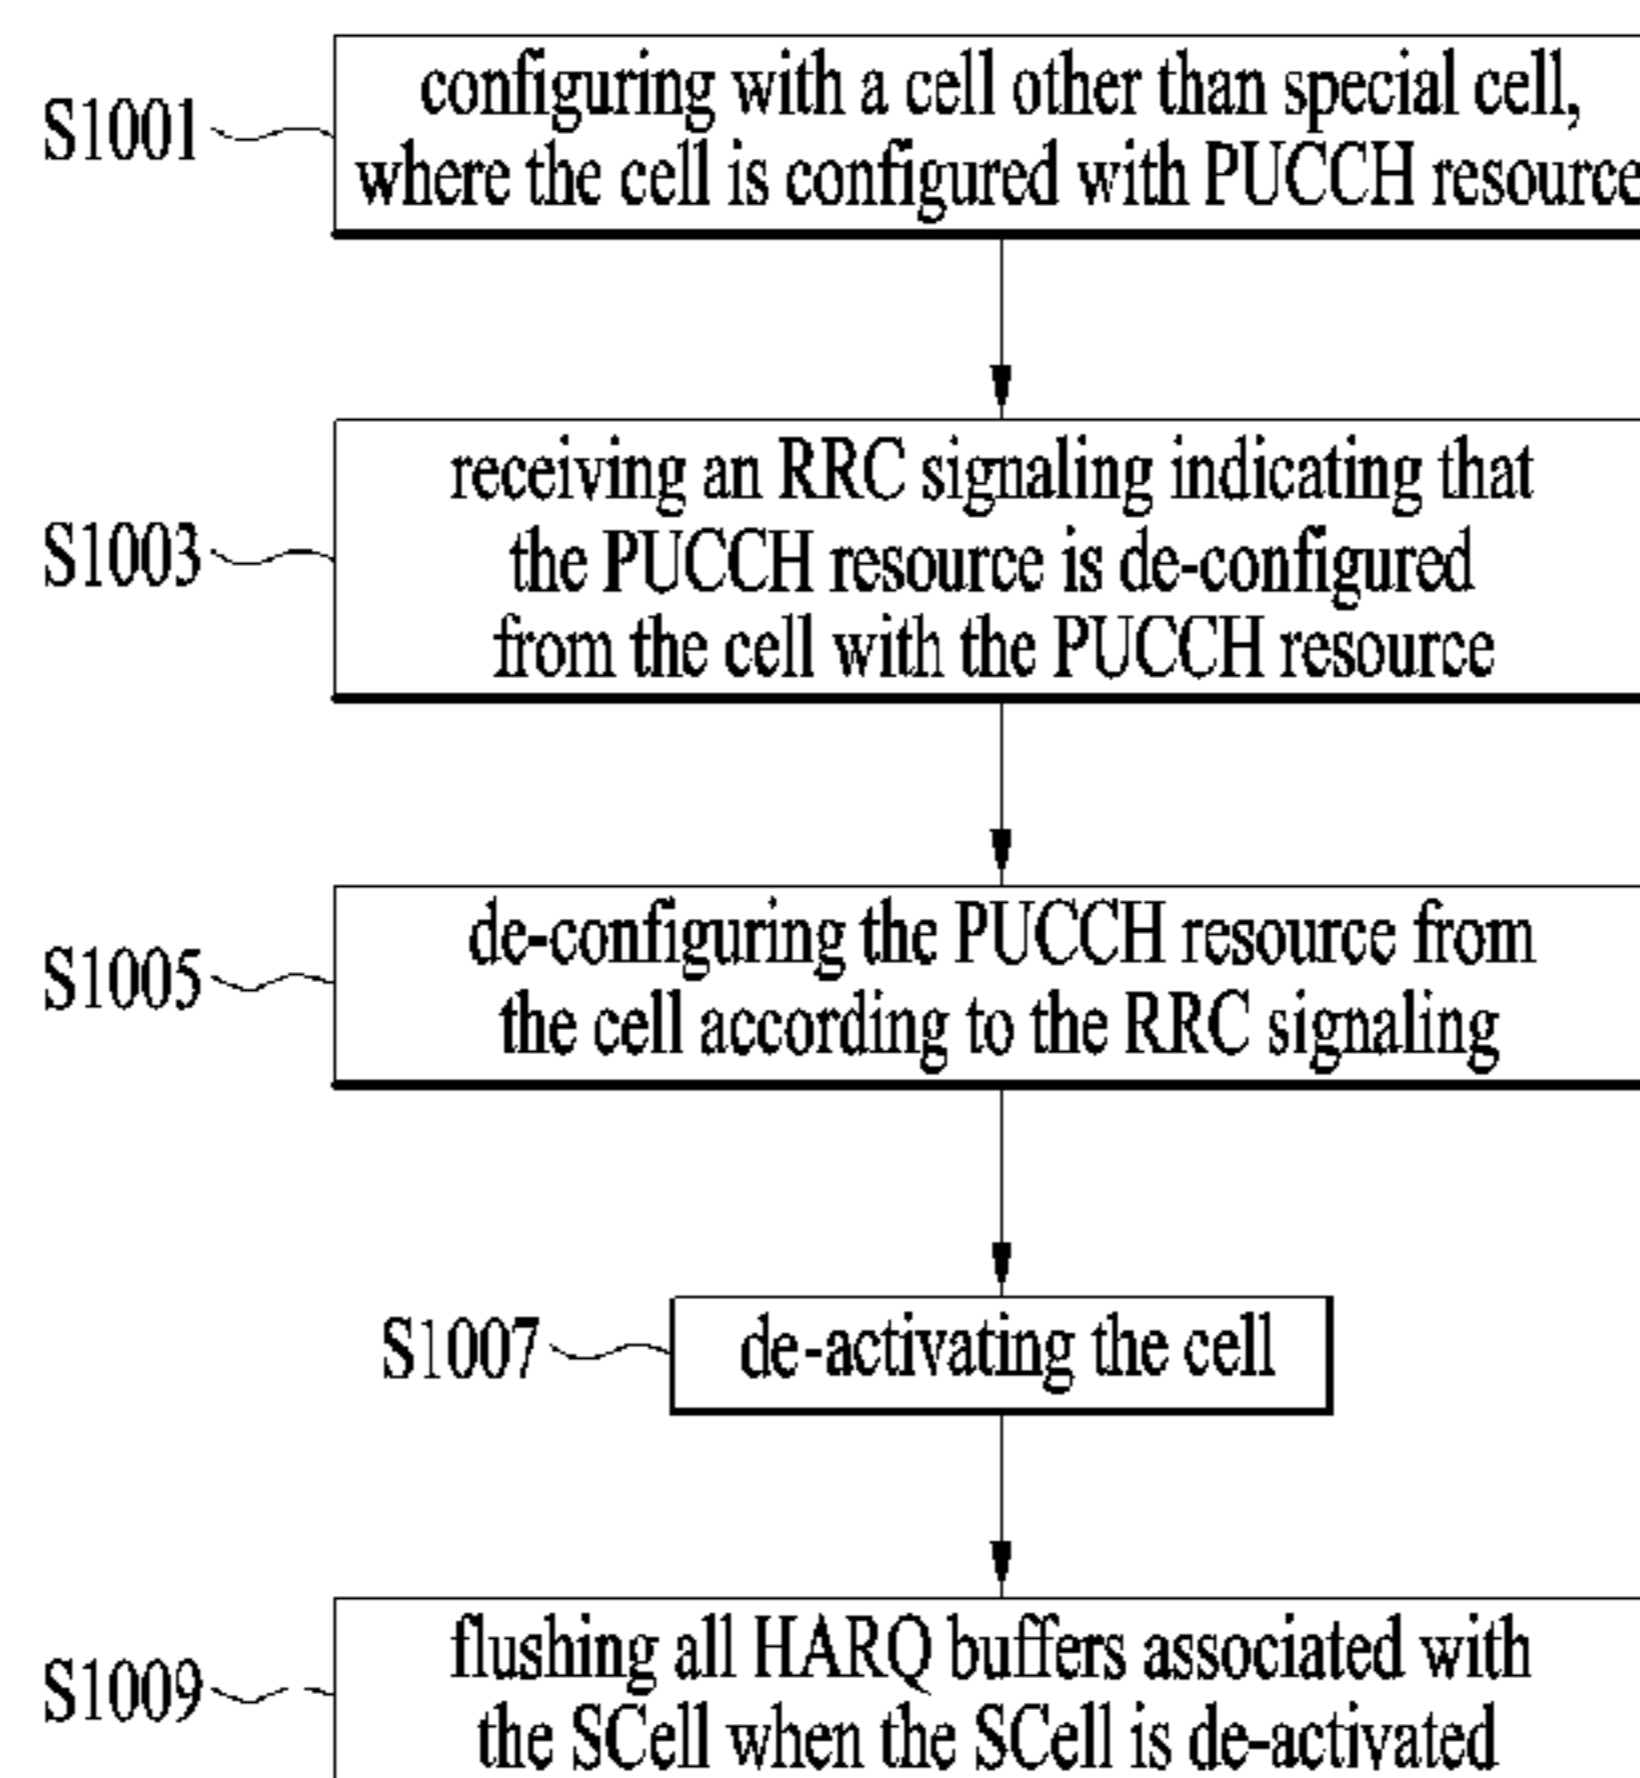 S1001
configuring with a cell other than special cell,
where the cell is configured with PUCCH resource
S1003
receiving an RRC signaling indicating that
the PUCCH resource is de-configured
from the cell with the PUCCH resource
S1005
de-configuring the PUCCH resource from
the cell according to the RRC signaling
S1007
de-activating the cell
S1009
flushing all HARQ buffers associated with
the SCell when the SCell is de-activated